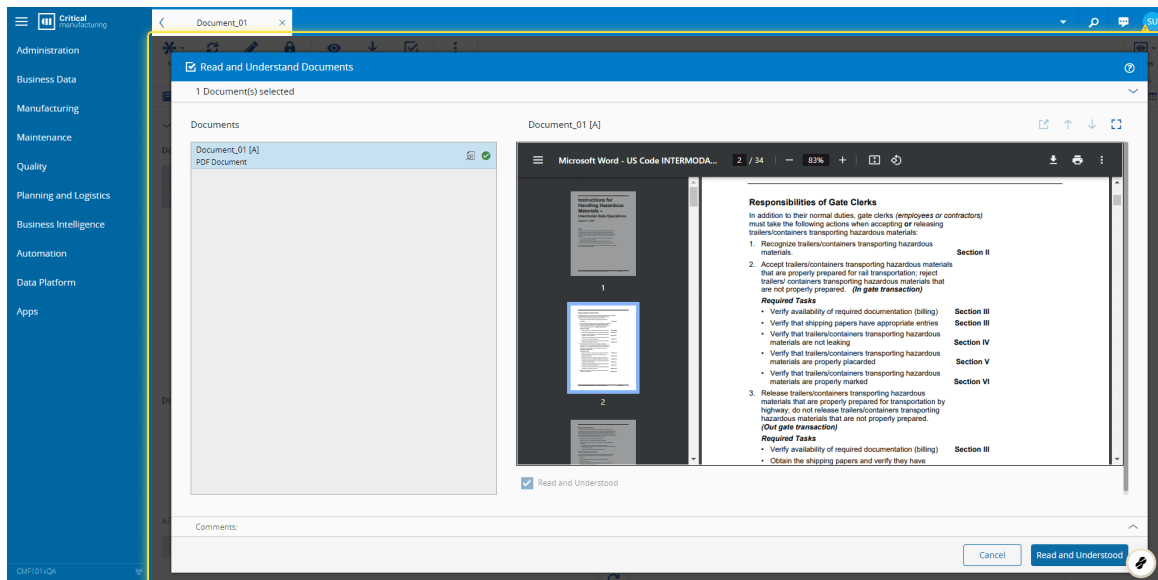 Critical
manufacturing
Document_01
SU
Administration
Business Data
Manufacturing
Maintenance
Quality
Planning and Logistics
Business Intelligence
Automation
Data Platform
Apps
CMF101xQA
Read and Understand Documents
1 Document(s) selected
Documents
Document_01 [A]
PDF Document
Document_01 [A]
Microsoft Word - US Code INTERMODA... 2 / 34 83%
Instructions for
Handling Hazardous
Materials –
Intermodal Gate Operations
1
2
Responsibilities of Gate Clerks
In addition to their normal duties, gate clerks (employees or contractors)
must take the following actions when accepting or releasing
trailers/containers transporting hazardous materials:
1. Recognize trailers/containers transporting hazardous
materials. Section II
2. Accept trailers/containers transporting hazardous materials
that are properly prepared for rail transportation; reject
trailers/ containers transporting hazardous materials that
are not properly prepared. (In gate transaction)
Required Tasks
• Verify availability of required documentation (billing) Section III
• Verify that shipping papers have appropriate entries Section III
• Verify that trailers/containers transporting hazardous
materials are not leaking Section IV
• Verify that trailers/containers transporting hazardous
materials are properly placarded Section V
• Verify that trailers/containers transporting hazardous
materials are properly marked Section VI
3. Release trailers/containers transporting hazardous
materials that are properly prepared for transportation by
highway; do not release trailers/containers transporting
hazardous materials that are not properly prepared.
(Out gate transaction)
Required Tasks
• Verify availability of required documentation (billing) Section III
• Obtain the shipping papers and verify they have
Read and Understood
Comments:
Cancel
Read and Understood